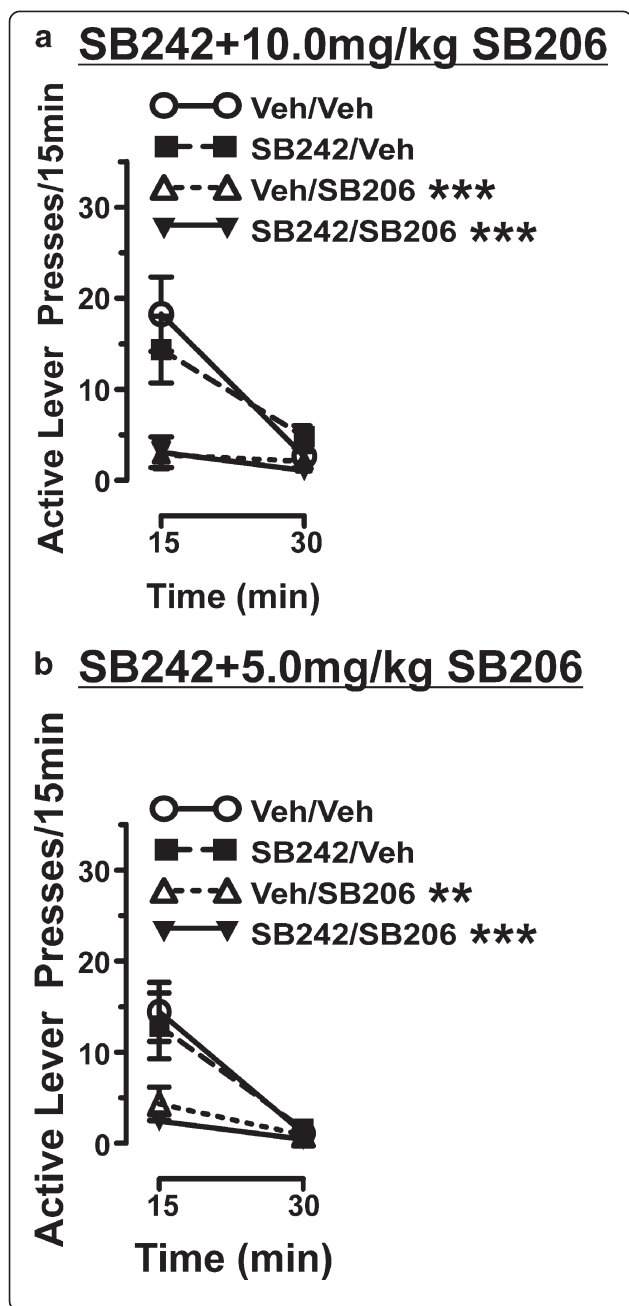 a SB242+10.0mg/kg SB206
Active Lever Presses/15min
Veh/Veh
SB242/Veh
Veh/SB206 ***
SB242/SB206 ***
30
20
10
0
15 30
Time (min)
b SB242+5.0mg/kg SB206
Active Lever Presses/15min
Veh/Veh
SB242/Veh
Veh/SB206 **
SB242/SB206 ***
30
20
10
0
15 30
Time (min)